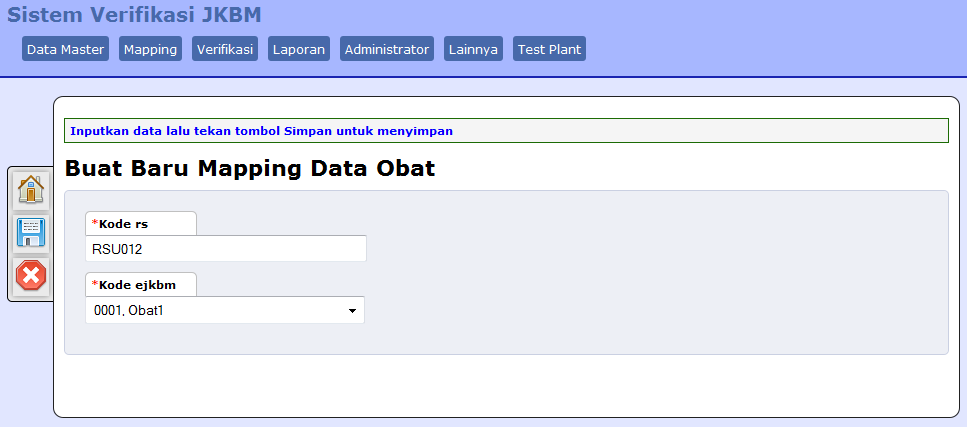 Sistem Verifikasi JKBM
Data Master Mapping Verifikasi Laporan Administrator Lainnya Test Plant
Inputkan data lalu tekan tombol Simpan untuk menyimpan
Buat Baru Mapping Data Obat
*Kode rs
RSU012
*Kode ejkbm
0001, Obat1